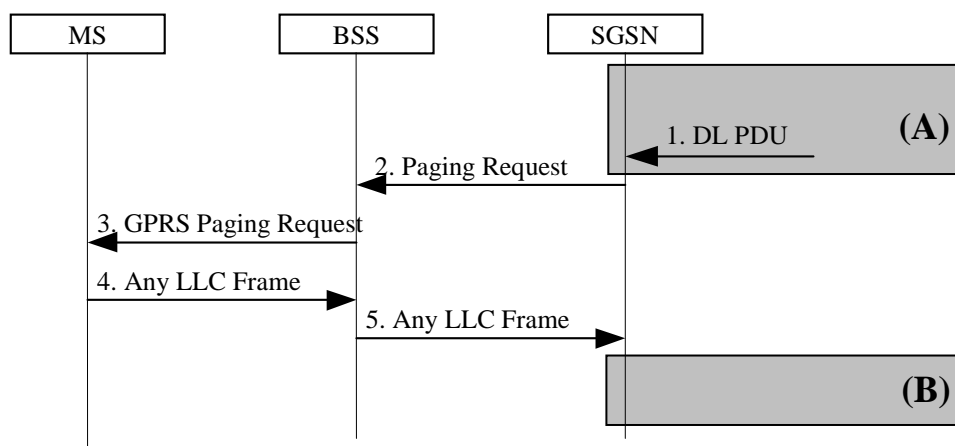 MS
BSS
SGSN
(A)
1. DL PDU
2. Paging Request
3. GPRS Paging Request
4. Any LLC Frame
5. Any LLC Frame
(B)